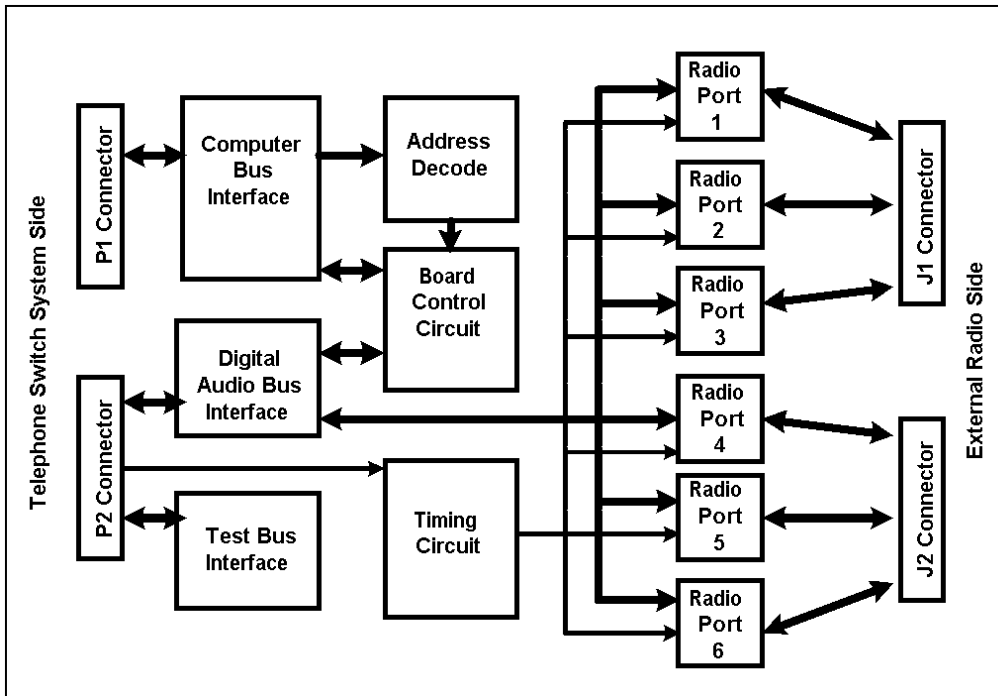 Telephone Switch System Side
P1 Connector
Computer
Bus
Interface
Address
Decode
Board
Control
Circuit
Digital
Audio Bus
Interface
P2 Connector
Test Bus
Interface
Timing
Circuit
Radio
Port
1
Radio
Port
2
Radio
Port
3
Radio
Port
4
Radio
Port
5
Radio
Port
6
J1 Connector
J2 Connector
External Radio Side